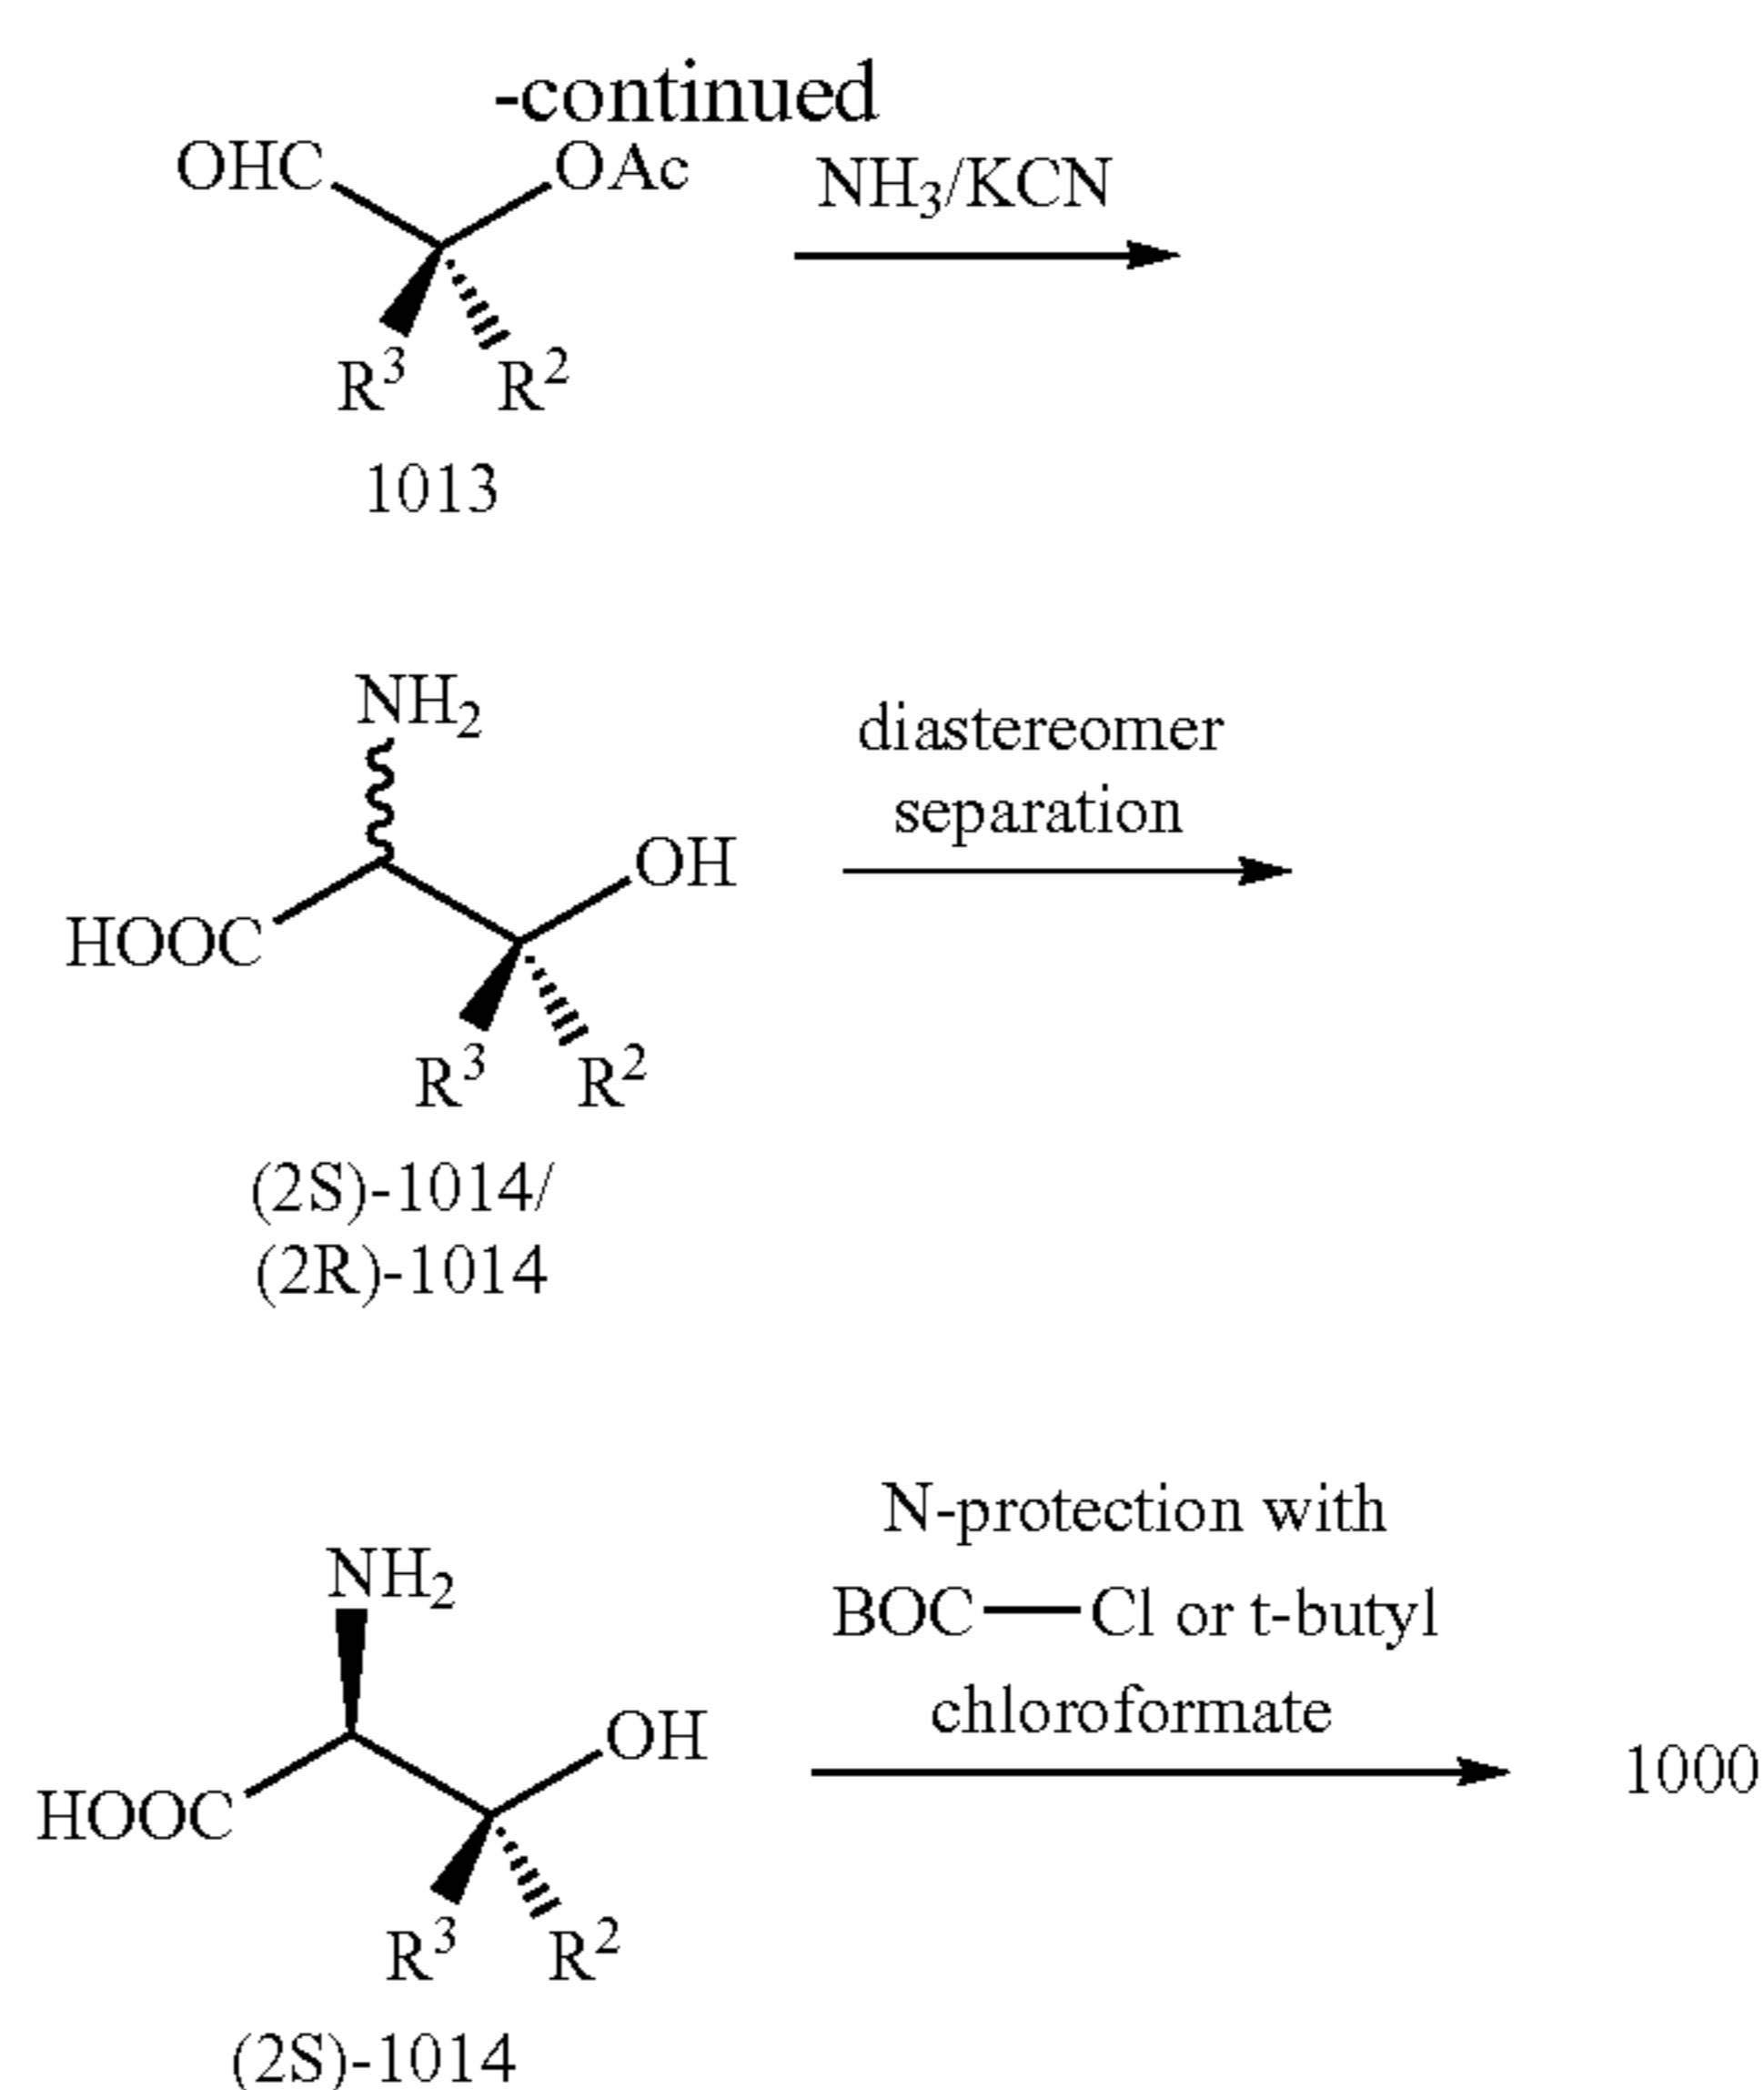 -continued
OHC OAc NH3/KCN
R3 R2
1013
NH2
diastereomer
separation
OH
HOOC
R3 R2
(2S)-1014/
(2R)-1014
N-protection with
NH2
BOC—Cl or t-butyl
chloroformate
OH
HOOC
1000
R3 R2
(2S)-1014